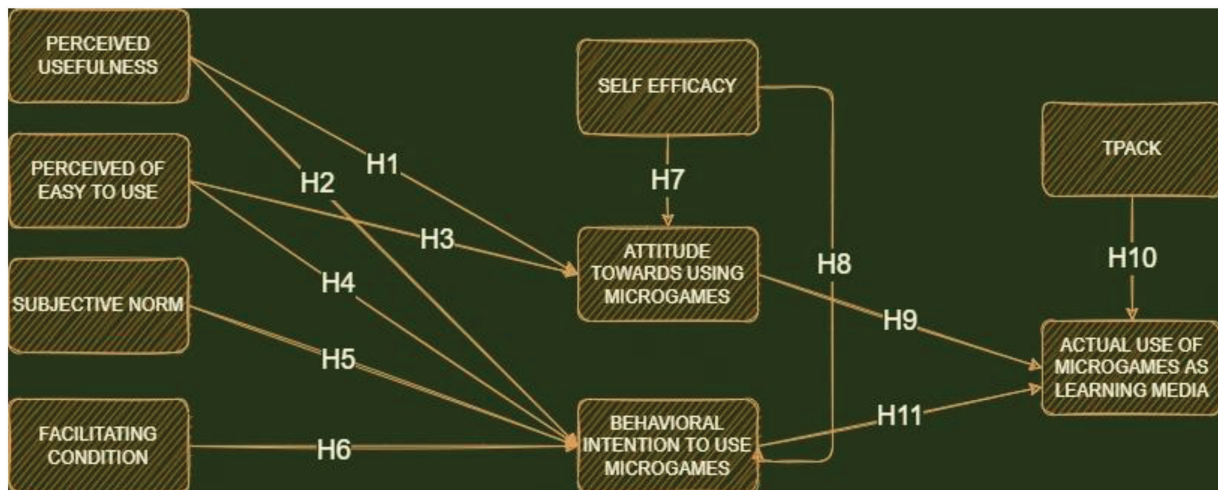 PERCEIVED
USEFULNESS
PERCEIVED OF
EASY TO USE
SUBJECTIVE NORM
FACILITATING
CONDITION
H1
H2
H3
H4
H5
H6
SELF EFFICACY
H7
ATTITUDE
TOWARDS USING
MICROGAMES
BEHAVIORAL
INTENTION TO USE
MICROGAMES
H8
H9
H11
TPACK
H10
ACTUAL USE OF
MICROGAMES AS
LEARNING MEDIA